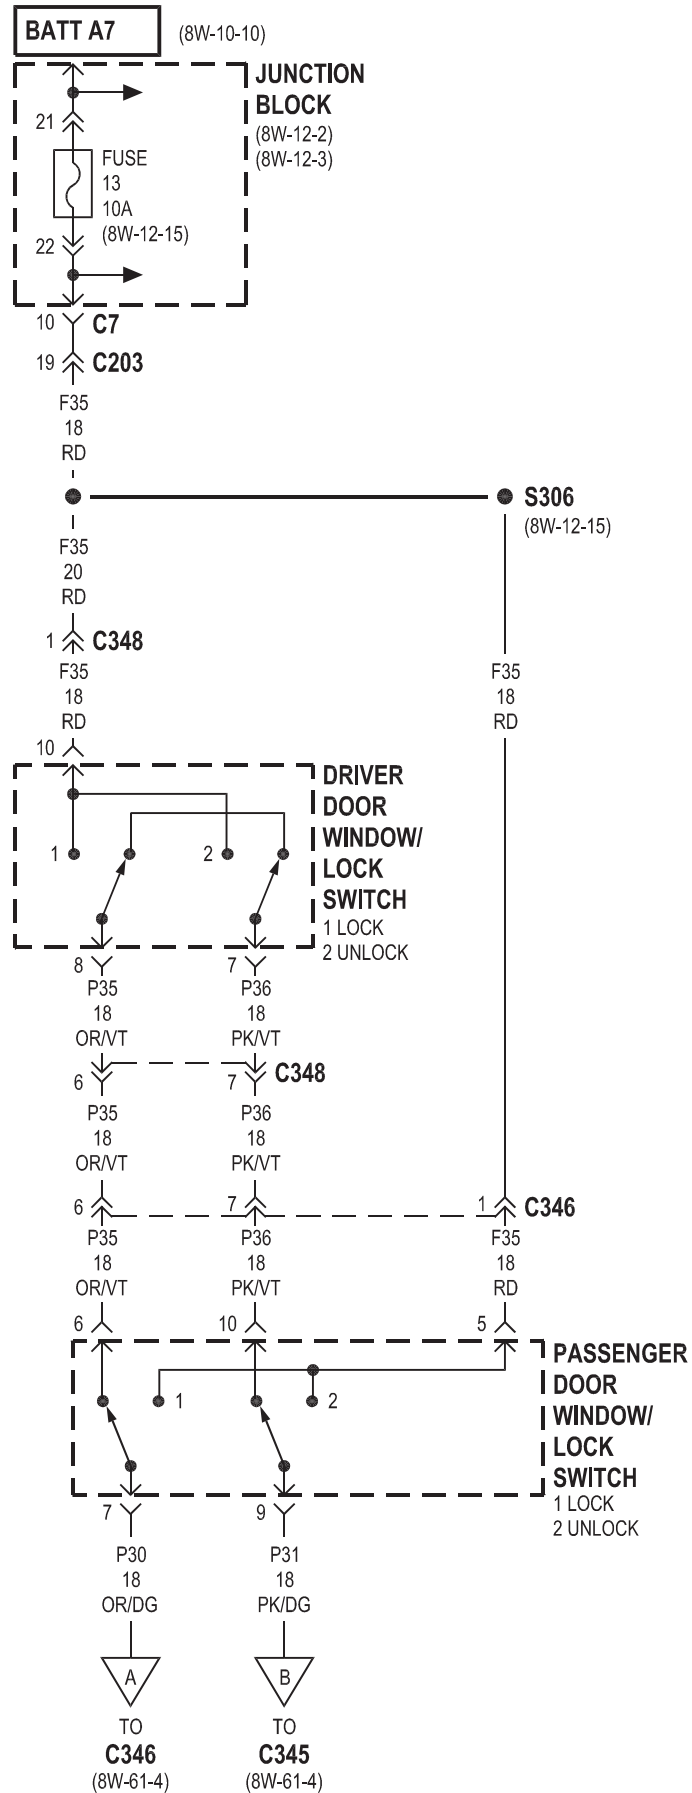 BATT A7
(8W-10-10)
JUNCTION
BLOCK
(8W-12-2)
(8W-12-3)
21
FUSE
13
10A
(8W-12-15)
22
10 C7
19 C203
F35
18
RD
S306
(8W-12-15)
F35
20
RD
1 C348
F35
18
RD
F35
18
RD
10
DRIVER
DOOR
WINDOW/
LOCK
SWITCH
1 LOCK
2 UNLOCK
1
2
8
7
P35
18
OR/VT
P36
18
PK/VT
6
7
C348
P35
18
OR/VT
P36
18
PK/VT
6
7
1
C346
P35
18
OR/VT
P36
18
PK/VT
F35
18
RD
6
10
5
PASSENGER
DOOR
WINDOW/
LOCK
SWITCH
1 LOCK
2 UNLOCK
1
2
7
9
P30
18
OR/DG
P31
18
PK/DG
A
B
TO
C346
(8W-61-4)
TO
C345
(8W-61-4)